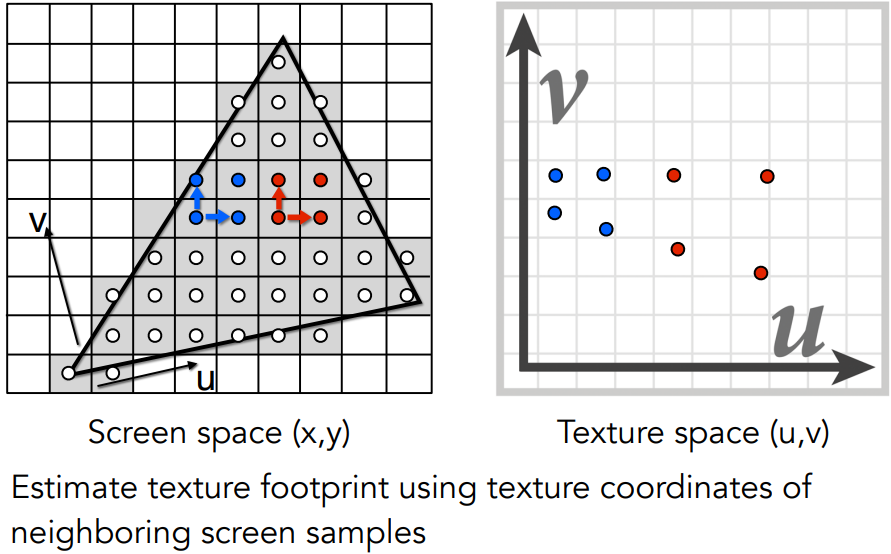 v
u
v
u
Screen space (x,y)
Texture space (u,v)
Estimate texture footprint using texture coordinates of
neighboring screen samples